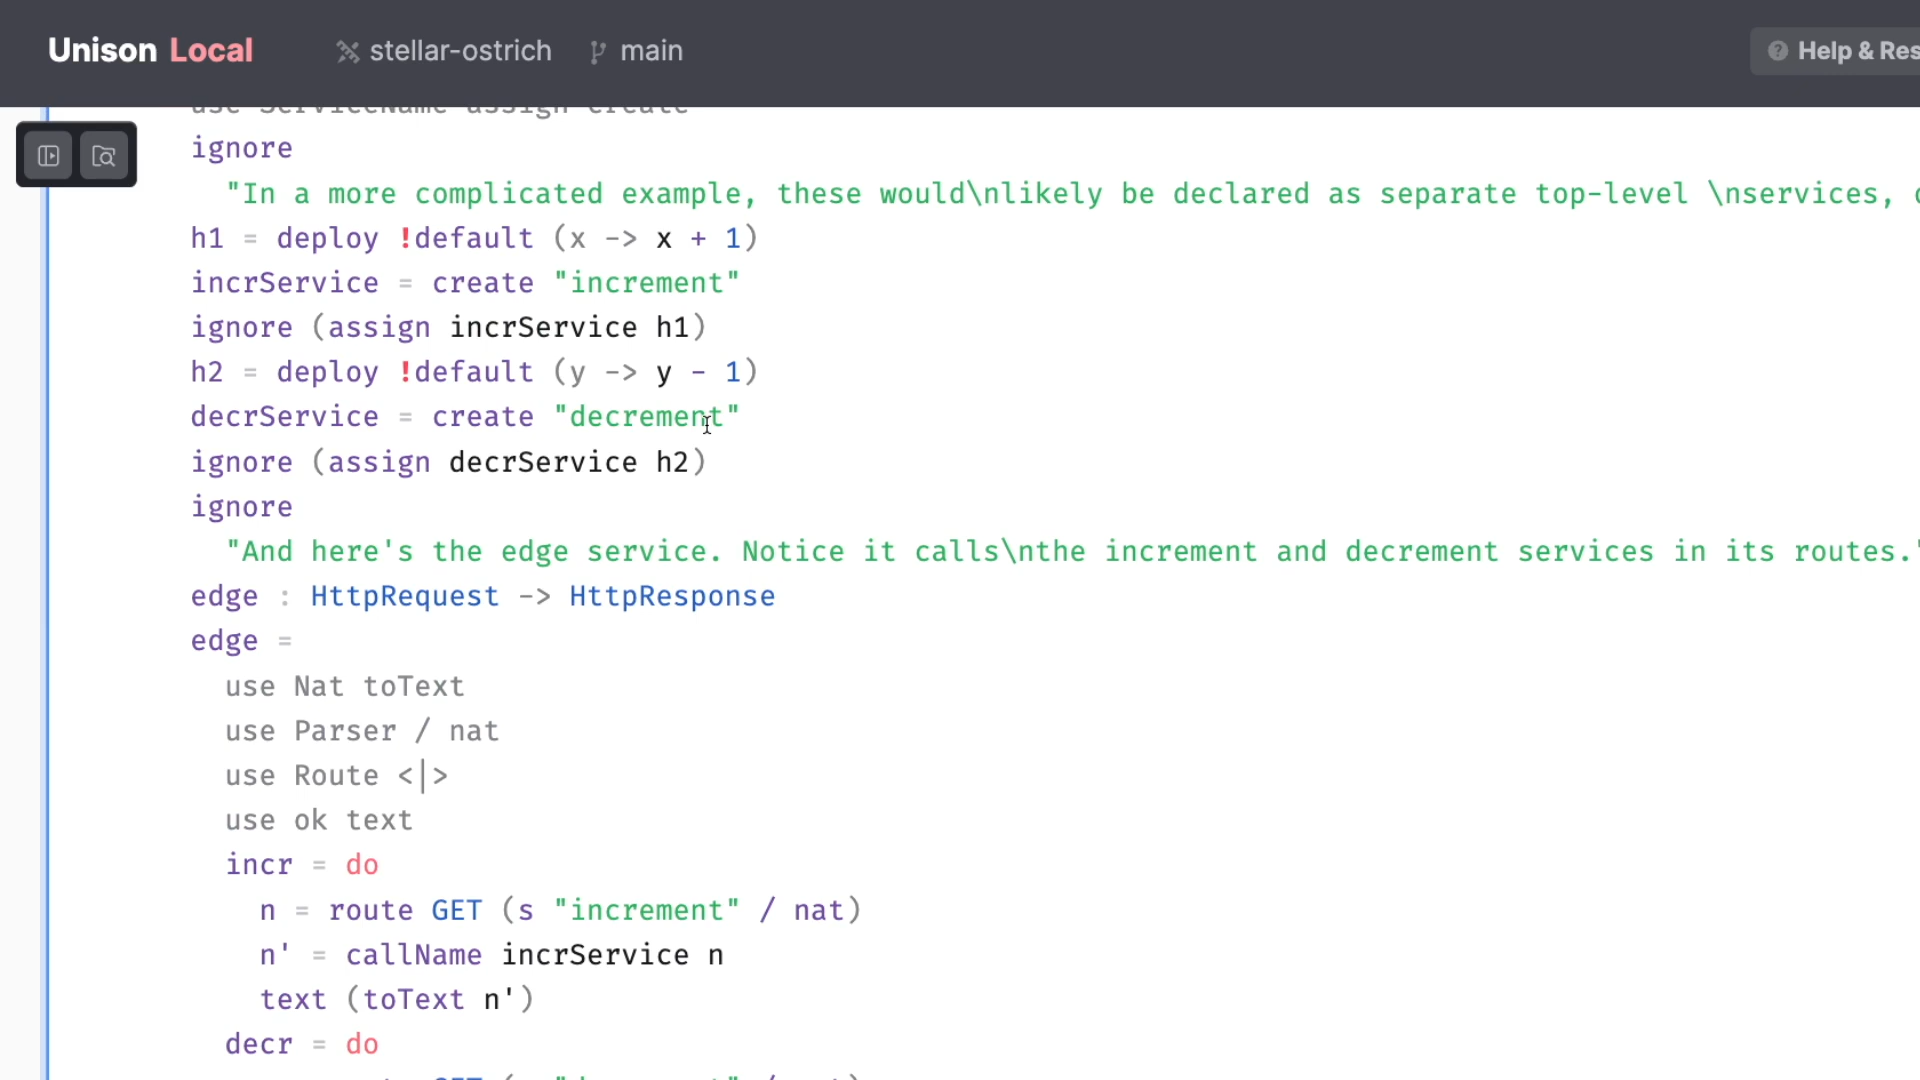 Unison Local stellar-ostrich main Help & Res
use ServiceName assign create
ignore
"In a more complicated example, these would\nlikely be declared as separate top-level \nservices,
h1 = deploy !default (x -> x + 1)
incrService = create "increment"
ignore (assign incrService h1)
h2 = deploy !default (y -> y - 1)
decrService = create "decrement"
ignore (assign decrService h2)
ignore
"And here's the edge service. Notice it calls\nthe increment and decrement services in its routes."
edge : HttpRequest -> HttpResponse
edge =
use Nat toText
use Parser / nat
use Route <|>
use ok text
incr = do
n = route GET (s "increment" / nat)
n' = callName incrService n
text (toText n')
decr = do